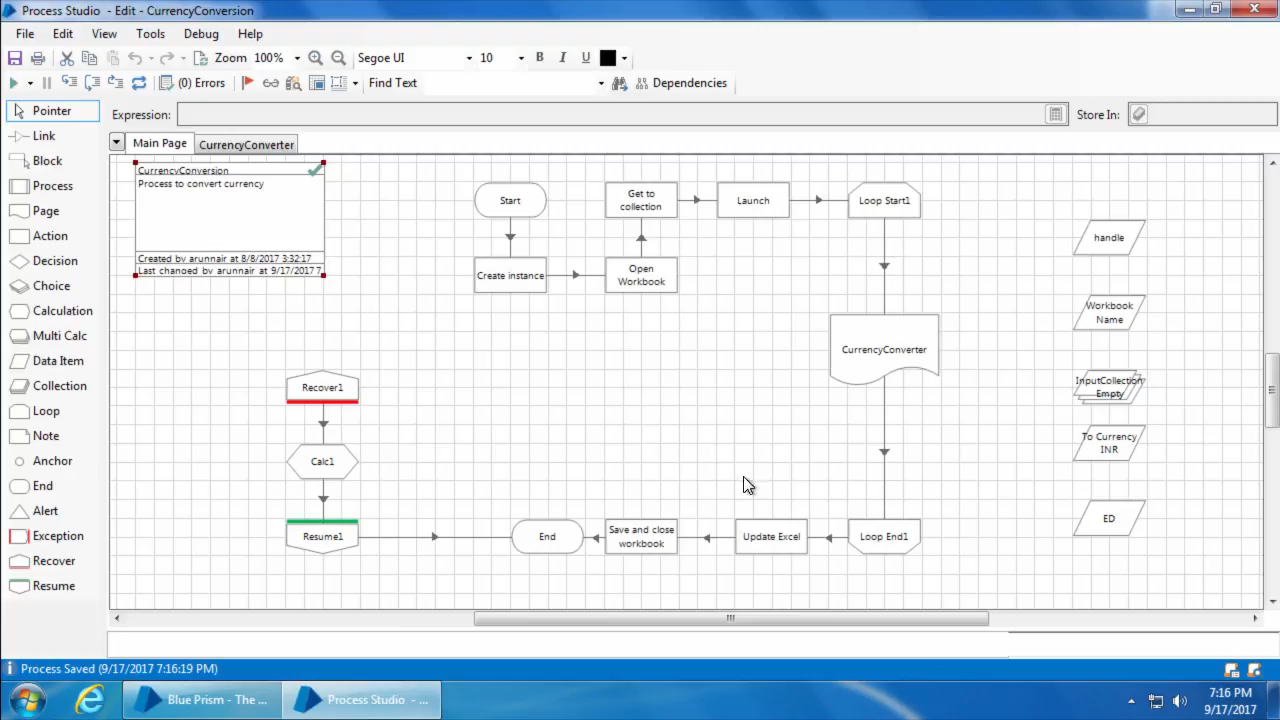 Process Studio - Edit - CurrencyConversion
File Edit View Tools Debug Help
Zoom 100% Segoe UI 10 B I U
(0) Errors Find Text Dependencies
Pointer
Link
Block
Process
Page
Action
Decision
Choice
Calculation
Multi Calc
Data Item
Collection
Loop
Note
Anchor
End
Alert
Exception
Recover
Resume
Expression: Store In:
Main Page CurrencyConverter
CurrencyConversion
Process to convert currency
Created by arunnair at 8/8/2017 3:32:17
Last changed by arunnair at 9/17/2017 7
Start
Get to
collection
Launch
Loop Start1
Create instance
Open
Workbook
handle
Workbook
Name
CurrencyConverter
InputCollection
Empty
Recover1
To Currency
INR
Calc1
ED
Resume1
End
Save and close
workbook
Update Excel
Loop End1
Process Saved (9/17/2017 7:16:19 PM)
Blue Prism - The ...
Process Studio - ...
7:16 PM
9/17/2017